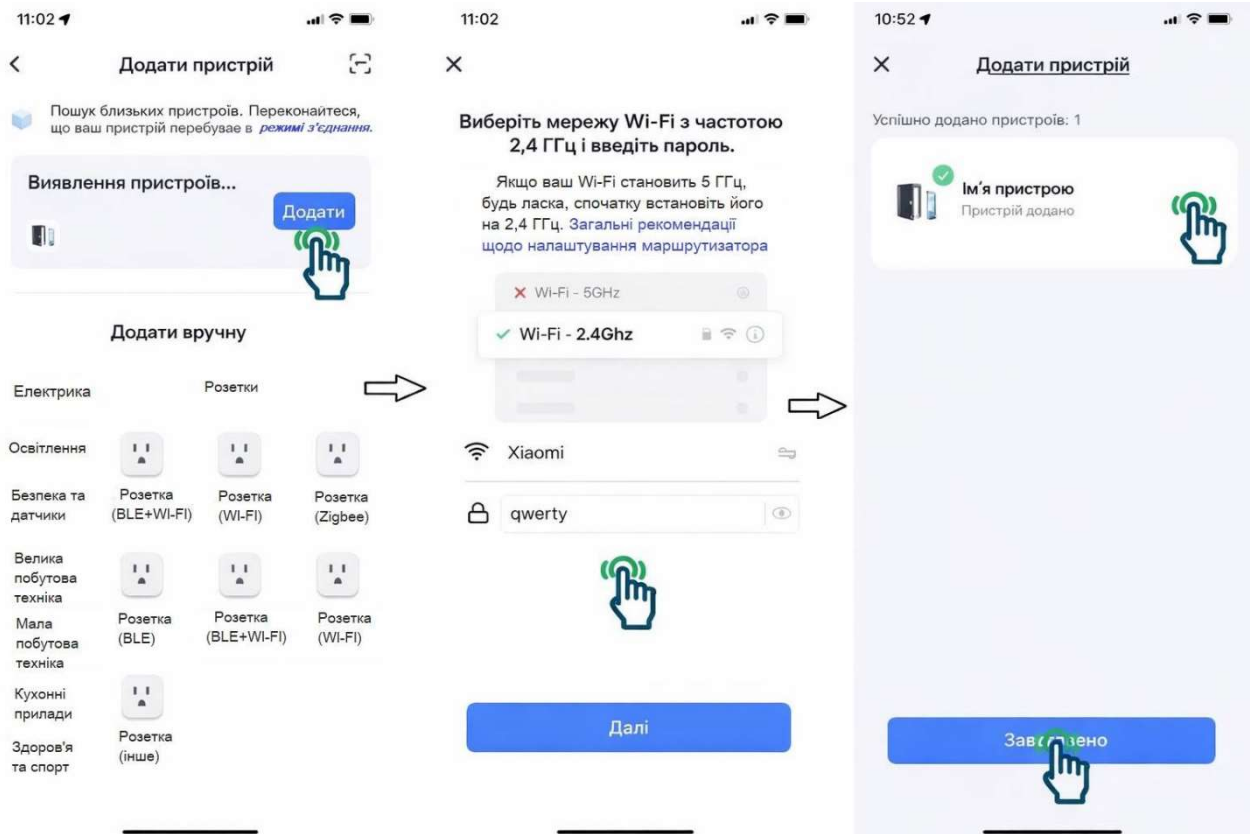 11:02
Додати пристрій
Пошук близьких пристроїв. Переконайтеся,
що ваш пристрій перебуває в режимі з'єднання.
Виявлення пристроїв...
Додати
Додати вручну
Електрика
Розетки
Освітлення
Безпека та
датчики
Розетка
(BLE+WI-FI)
Розетка
(WI-FI)
Розетка
(Zigbee)
Велика
побутова
техніка
Мала
побутова
техніка
Розетка
(BLE)
Розетка
(BLE+WI-FI)
Розетка
(WI-FI)
Кухонні
прилади
Розетка
(інше)
Здоров'я
та спорт
11:02
Виберіть мережу Wi-Fi з частотою
2,4 ГГц і введіть пароль.
Якщо ваш Wi-Fi становить 5 ГГц,
будь ласка, спочатку встановіть його
на 2,4 ГГц. Загальні рекомендації
щодо налаштування маршрутизатора
Wi-Fi - 5GHz
Wi-Fi - 2.4Ghz
Xiaomi
qwerty
Далі
10:52
Додати пристрій
Успішно додано пристроїв: 1
Ім'я пристрою
Пристрій додано